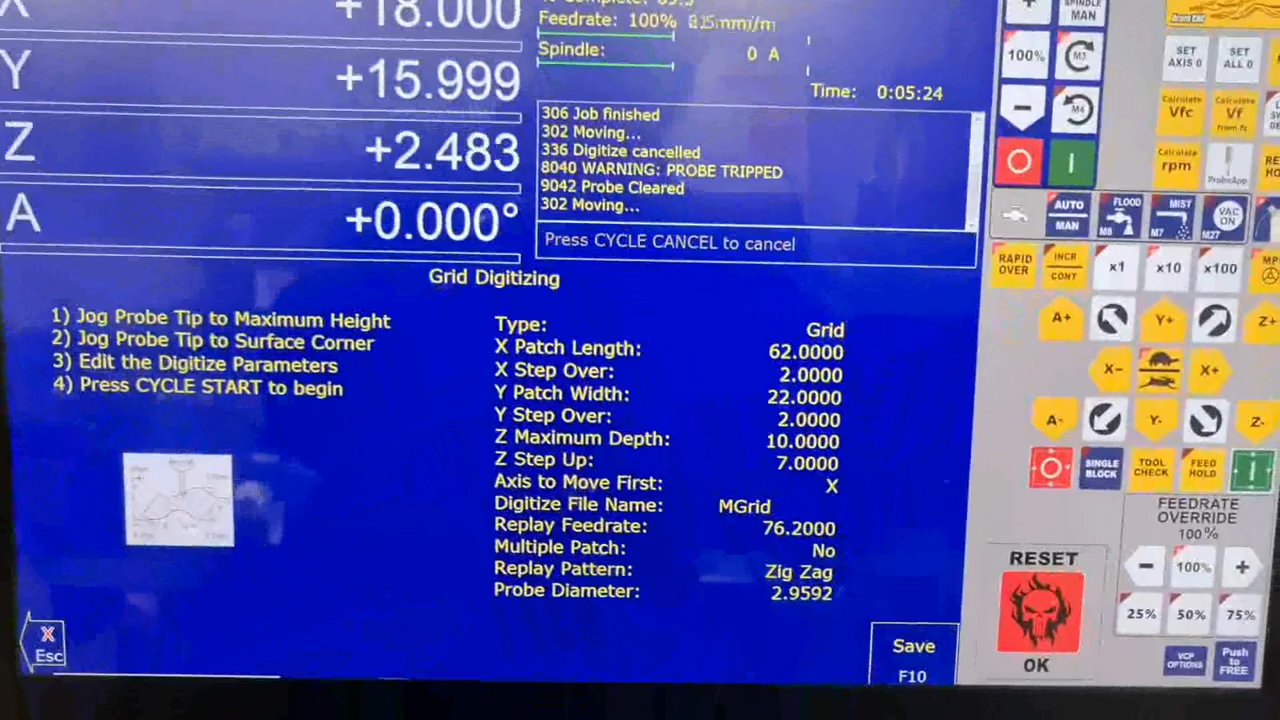 X +18.000
Feedrate: 100%
SPINDLE MAN
Spindle: 0 A
100%
M3
SET AXIS 0
SET ALL 0
Y +15.999
Time: 0:05:24
M4
Calculate Vfc
Calculate Vf from fz
306 Job finished
302 Moving...
336 Digitize cancelled
8040 WARNING: PROBE TRIPPED
9042 Probe Cleared
302 Moving...
Z +2.483
Calculate rpm
ProbeApp
A +0.000°
AUTO MAN
FLOOD M8
MIST M7
VAC ON M27
Press CYCLE CANCEL to cancel
RAPID OVER
INCR CONT
x1
x10
x100
Grid Digitizing
1) Jog Probe Tip to Maximum Height
2) Jog Probe Tip to Surface Corner
3) Edit the Digitize Parameters
4) Press CYCLE START to begin
Type: Grid
X Patch Length: 62.0000
X Step Over: 2.0000
Y Patch Width: 22.0000
Y Step Over: 2.0000
Z Maximum Depth: 10.0000
Z Step Up: 7.0000
Axis to Move First: X
Digitize File Name: MGrid
Replay Feedrate: 76.2000
Multiple Patch: No
Replay Pattern: Zig Zag
Probe Diameter: 2.9592
A+
Y+
Z+
X-
X+
A-
Y-
Z-
SINGLE BLOCK
TOOL CHECK
FEED HOLD
FEEDRATE OVERRIDE
100%
RESET
- 100% +
25% 50% 75%
OK
VCP OPTIONS
Push to FREE
X
Esc
Save
F10